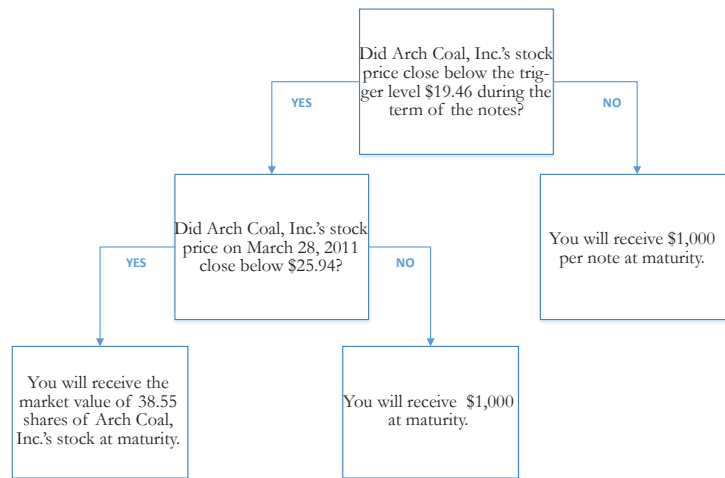 Did Arch Coal, Inc.'s stock
price close below the trig-
ger level $19.46 during the
term of the notes?
YES
NO
Did Arch Coal, Inc.'s stock
price on March 28, 2011
close below $25.94?
You will receive $1,000
per note at maturity.
YES
NO
You will receive the
market value of 38.55
shares of Arch Coal,
Inc.'s stock at maturity.
You will receive $1,000
at maturity.